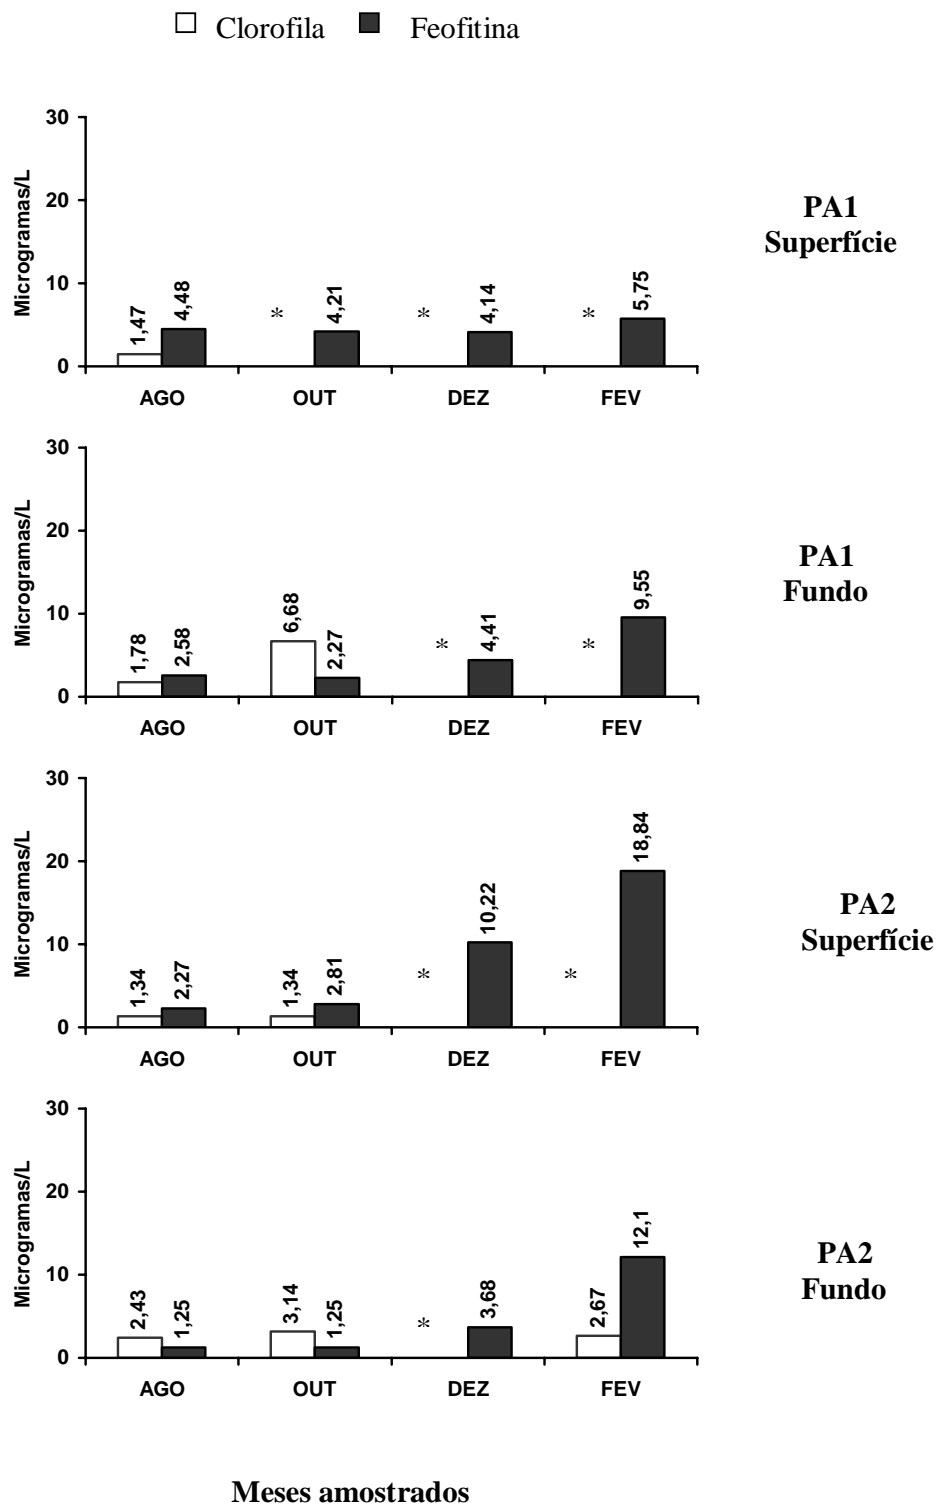 Clorofila Feofitina
30
20
10
0
Microgramas/L
1,47 4,48 * 4,21 * 4,14 * 5,75
AGO OUT DEZ FEV
PA1
Superfície
30
20
10
0
Microgramas/L
1,78 2,58 6,68 2,27 * 4,41 * 9,55
AGO OUT DEZ FEV
PA1
Fundo
30
20
10
0
Microgramas/L
1,34 2,27 1,34 2,81 * 10,22 * 18,84
AGO OUT DEZ FEV
PA2
Superfície
30
20
10
0
Microgramas/L
2,43 1,25 3,14 1,25 * 3,68 2,67 12,1
AGO OUT DEZ FEV
PA2
Fundo
Meses amostrados